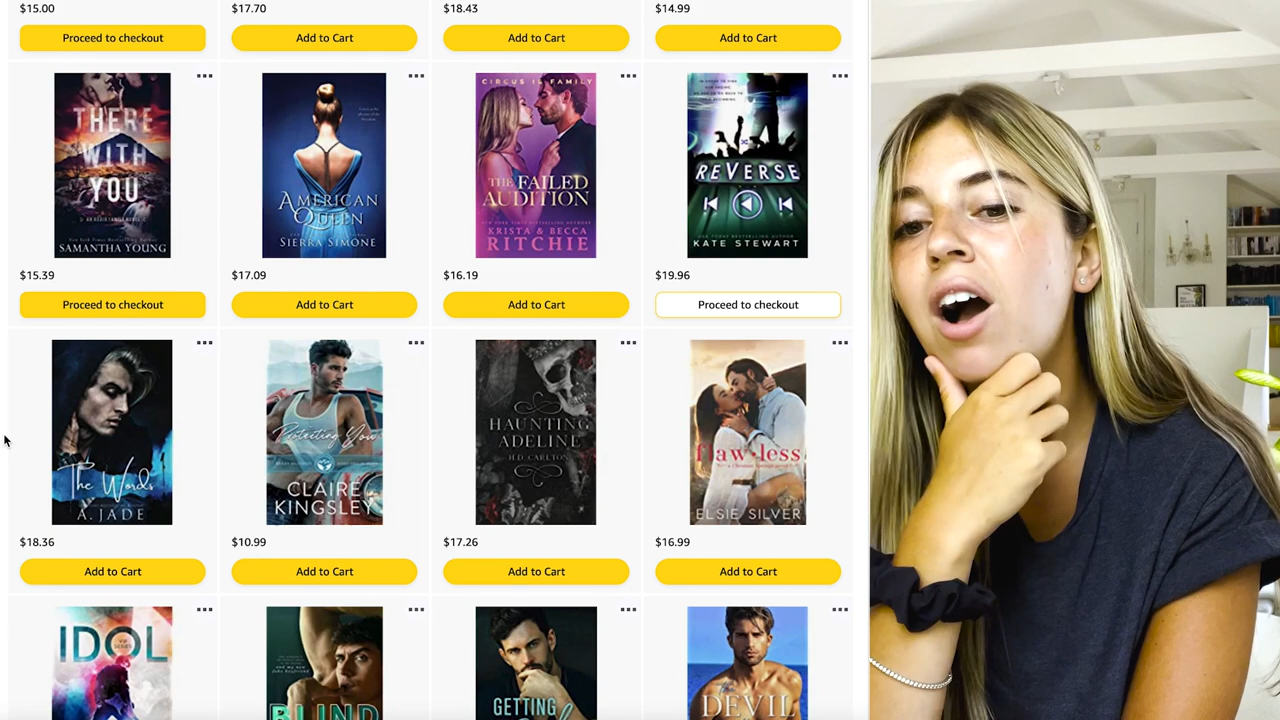 $15.00
$17.70
$18.43
$14.99
Proceed to checkout
Add to Cart
Add to Cart
Add to Cart
THERE
WITH
YOU
SAMANTHA YOUNG
AMERICAN
QUEEN
SIERRA SIMONE
CIRCUS IS FAMILY
THE FAILED
AUDITION
KRISTA & BECCA
RITCHIE
REVERSE
KATE STEWART
$15.39
$17.09
$16.19
$19.96
Proceed to checkout
Add to Cart
Add to Cart
Proceed to checkout
The Words
A. JADE
Protecting You
CLAIRE
KINGSLEY
HAUNTING
ADELINE
H.D. CARLTON
flawless
ELSIE SILVER
$18.36
$10.99
$17.26
$16.99
Add to Cart
Add to Cart
Add to Cart
Add to Cart
IDOL
BLIND
GETTING
DEVIL